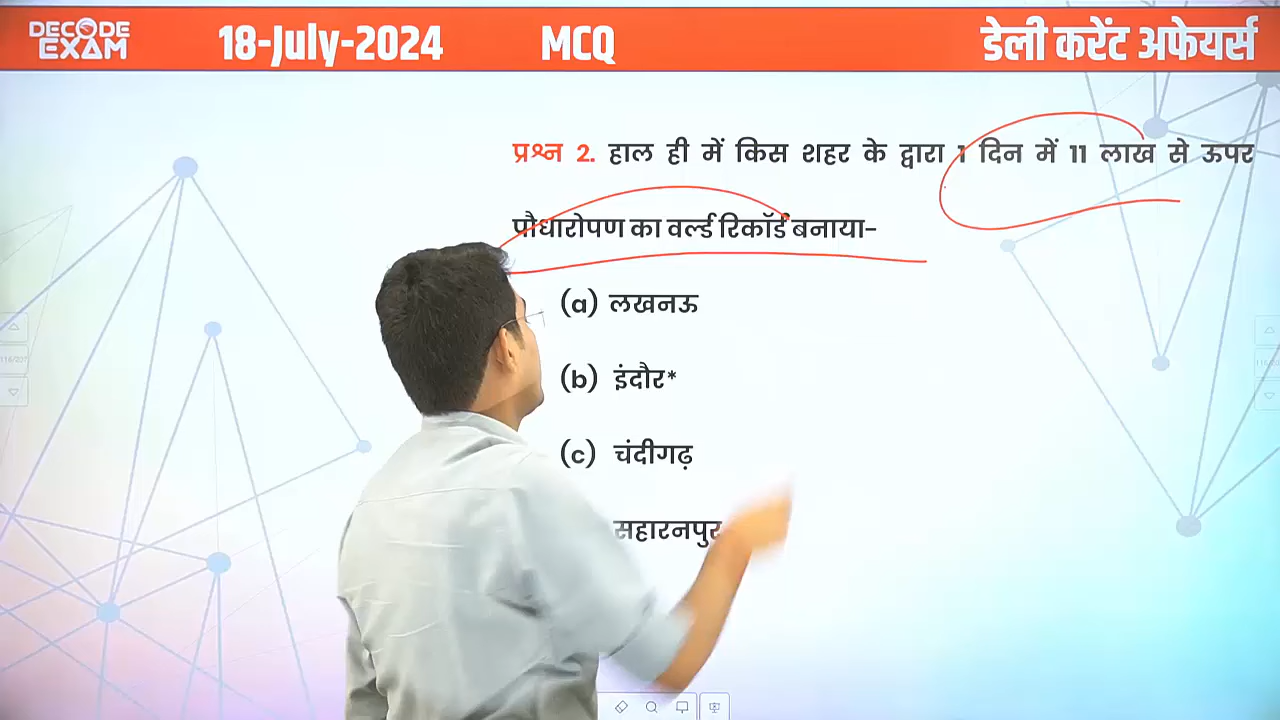 DECODE EXAM
18-July-2024 MCQ डेली करेंट अफेयर्स
प्रश्न 2. हाल ही में किस शहर के द्वारा 1 दिन में 11 लाख से ऊपर
पौधारोपण का वर्ल्ड रिकॉर्ड बनाया-
(a) लखनऊ
(b) इंदौर*
(c) चंदीगढ़
सहारनपुर